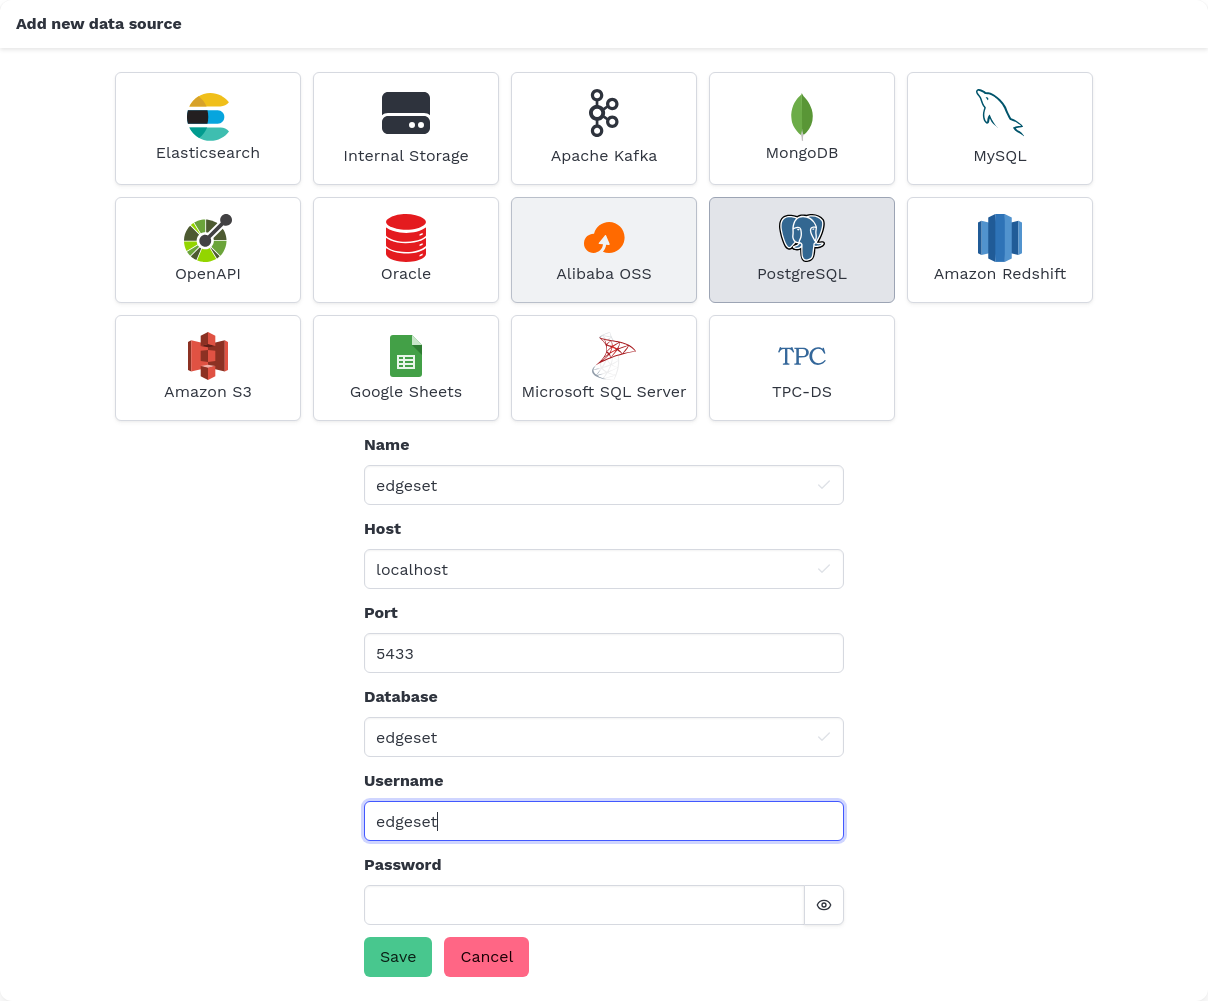 Add new data source
Elasticsearch
Internal Storage
Apache Kafka
MongoDB
MySQL
OpenAPI
Oracle
Alibaba OSS
PostgreSQL
Amazon Redshift
Amazon S3
Google Sheets
Microsoft SQL Server
TPC
TPC-DS
Name
edgeset
Host
localhost
Port
5433
Database
edgeset
Username
edgeset
Password
Save
Cancel